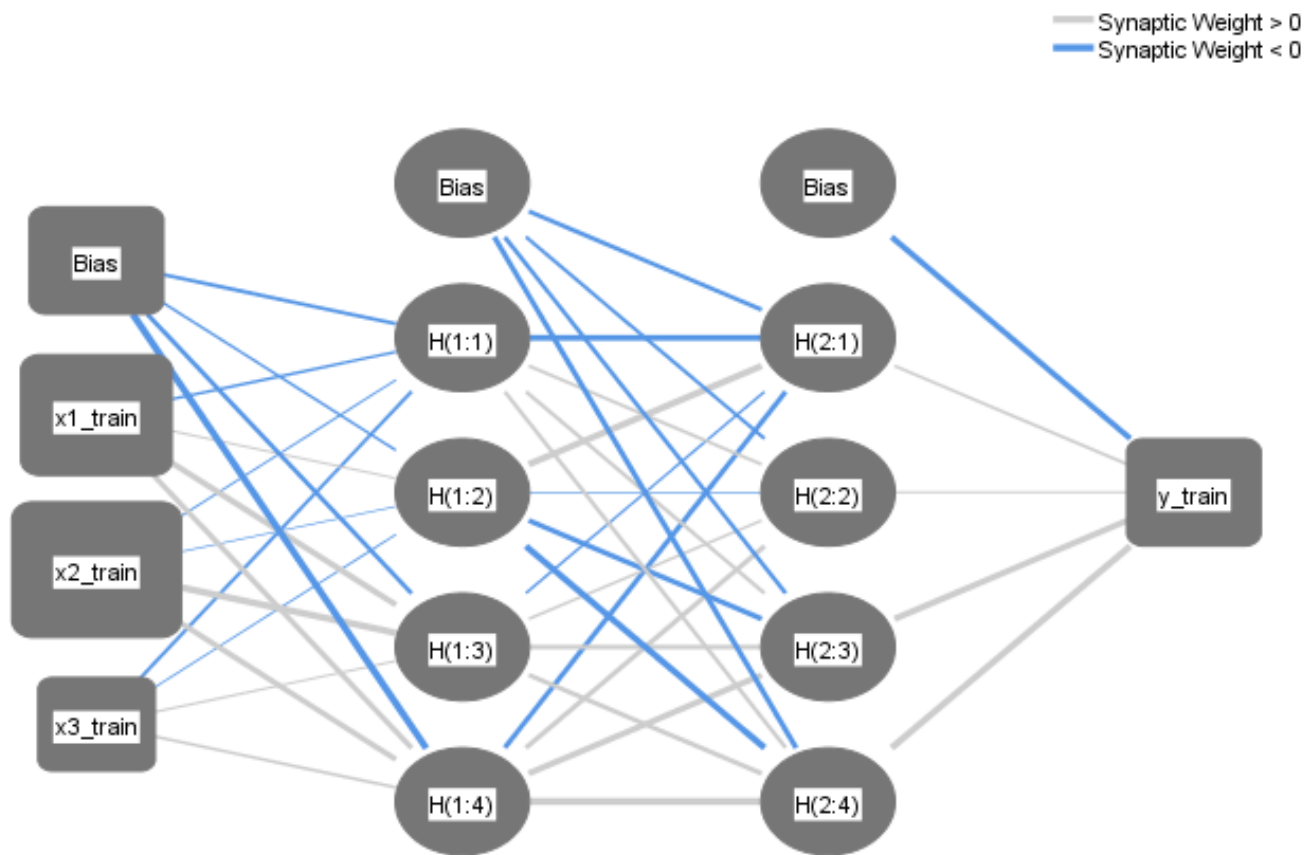 Synaptic Weight > 0
Synaptic Weight < 0
Bias
x1_train
x2_train
x3_train
Bias
H(1:1)
H(1:2)
H(1:3)
H(1:4)
Bias
H(2:1)
H(2:2)
H(2:3)
H(2:4)
y_train